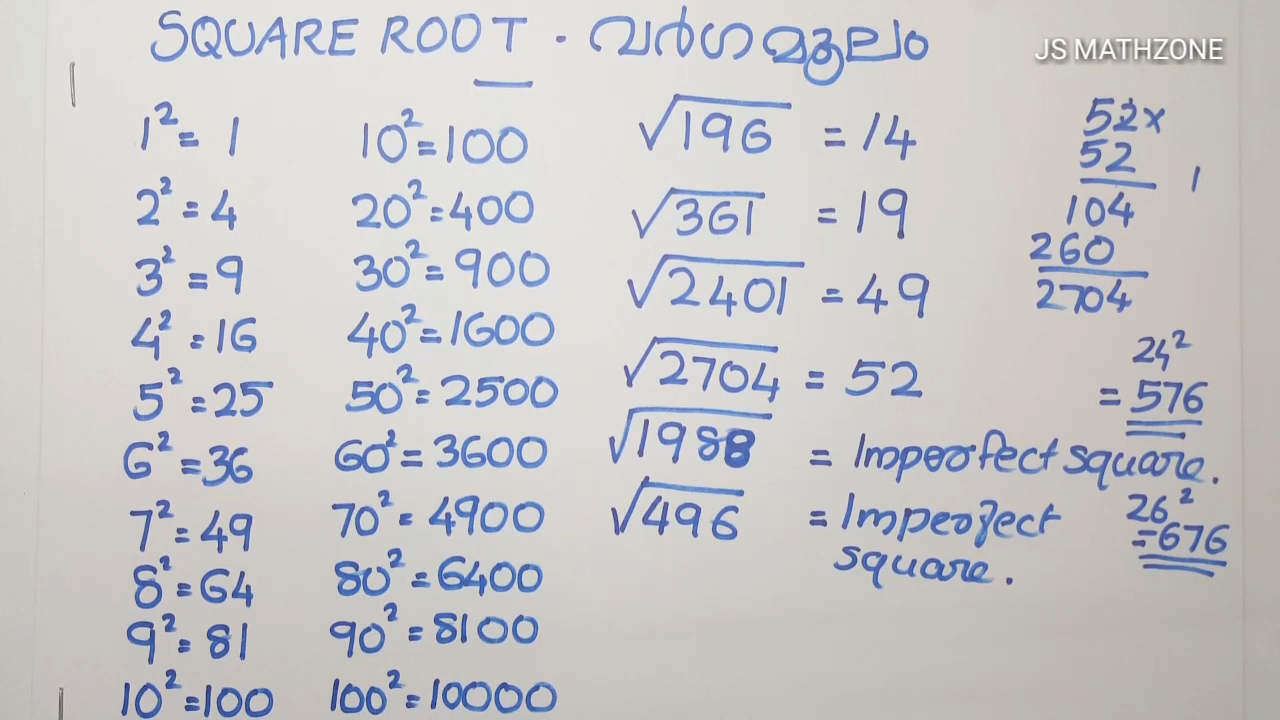 SQUARE ROOT - വർഗമൂലം
JS MATHZONE
1² = 1
2² = 4
3² = 9
4² = 16
5² = 25
6² = 36
7² = 49
8² = 64
9² = 81
10² = 100
10² = 100
20² = 400
30² = 900
40² = 1600
50² = 2500
60² = 3600
70² = 4900
80² = 6400
90² = 8100
100² = 10000
√196 = 14
√361 = 19
√2401 = 49
√2704 = 52
√1988 = Imperfect square.
√496 = Imperfect
square.
52x
52
1
104
260
2704
24²
= 576
26²
= 676